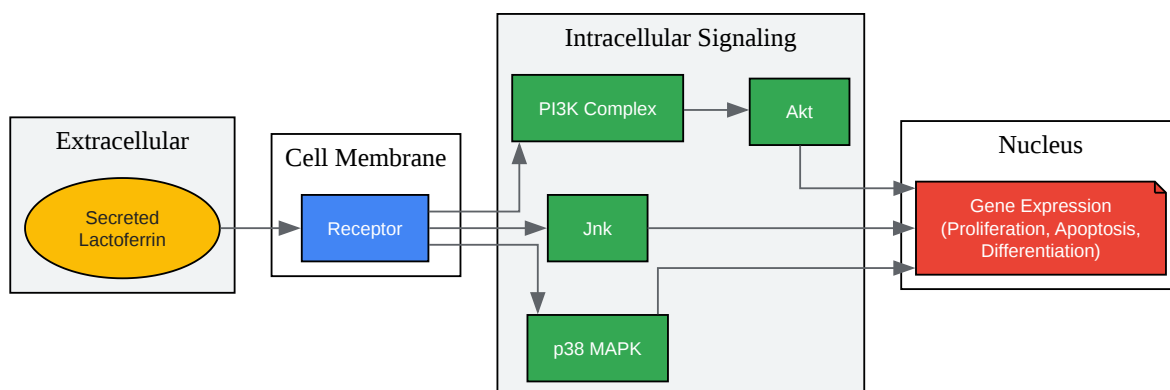 Extracellular
Secreted
Lactoferrin
Cell Membrane
Receptor
Intracellular Signaling
PI3K Complex
Akt
Jnk
p38 MAPK
Nucleus
Gene Expression
(Proliferation, Apoptosis,
Differentiation)